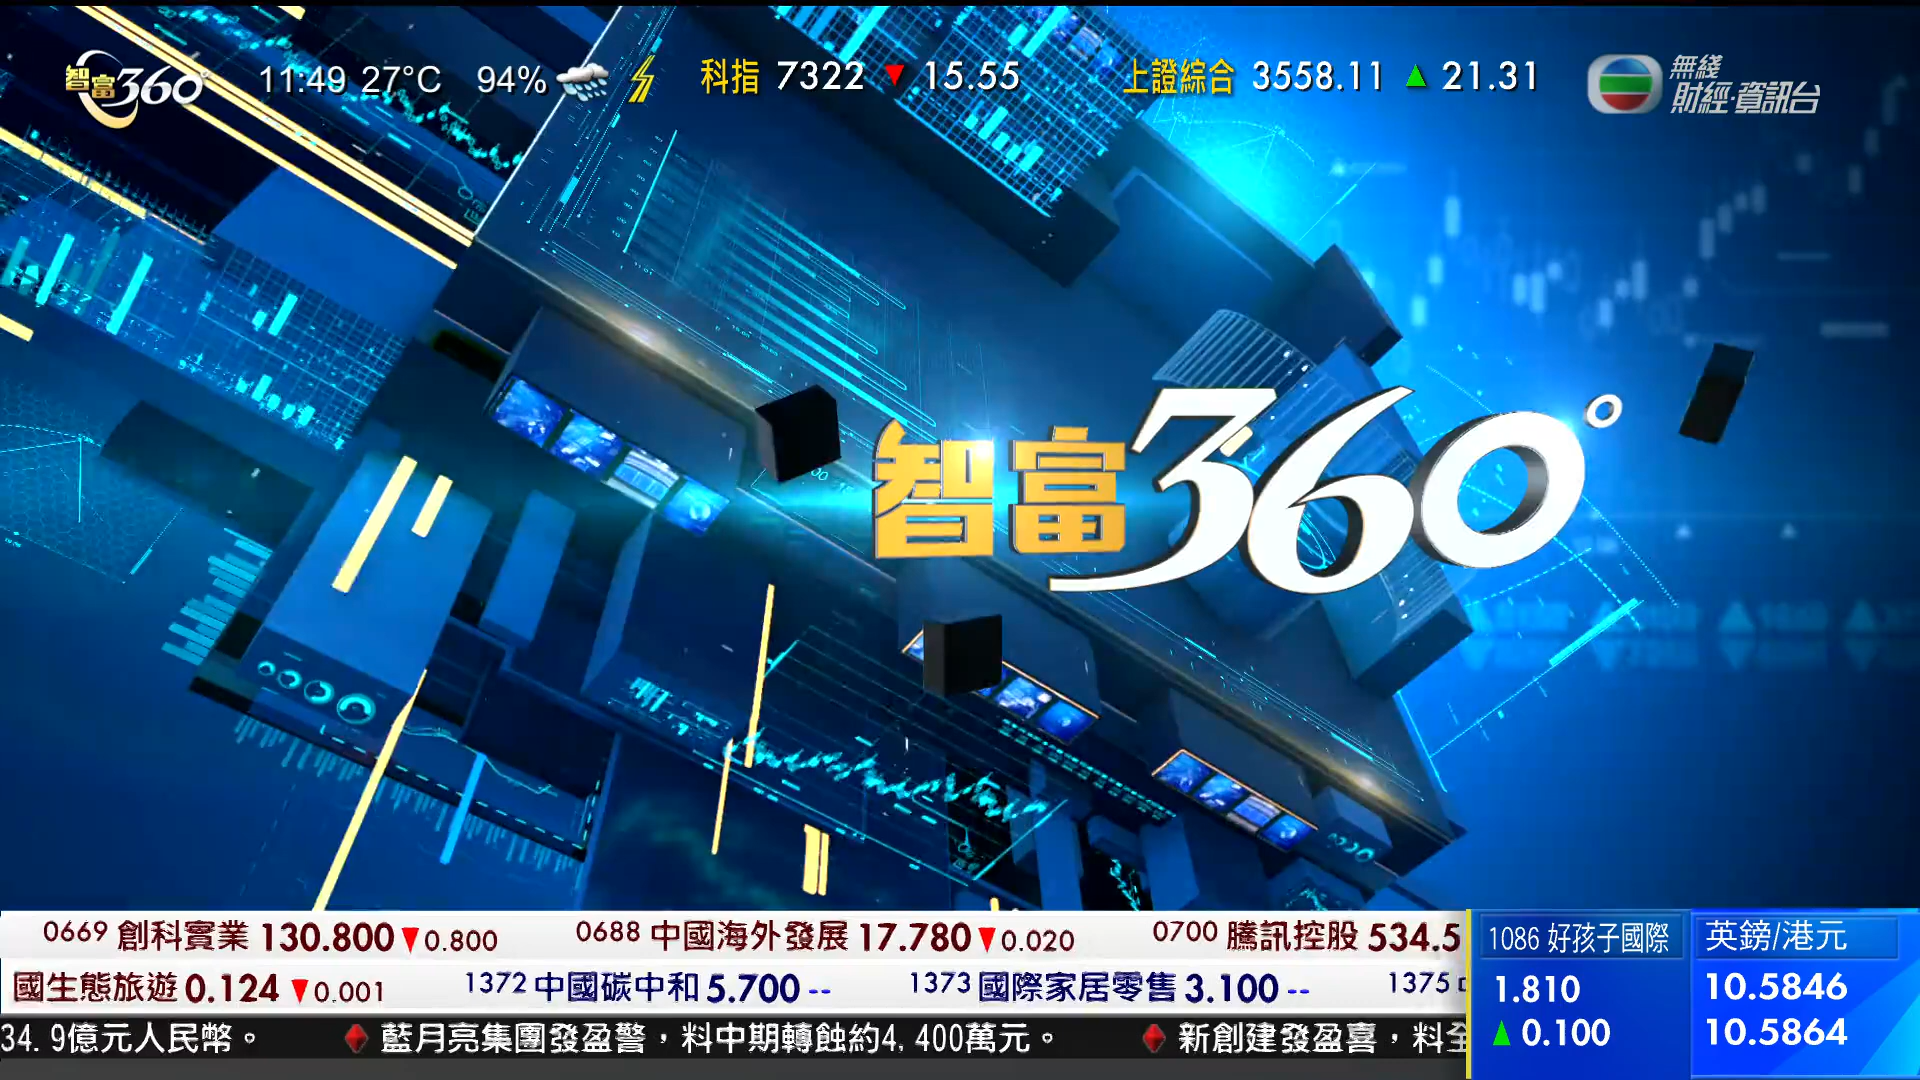 智富360°
11:49 27°C 94%
科指 7322 ▼ 15.55
上證綜合 3558.11 ▲ 21.31
無綫
財經·資訊台
智富360°
0669 創科實業 130.800 ▼ 0.800 0688 中國海外發展 17.780 ▼ 0.020 0700 騰訊控股 534.5
國生態旅遊 0.124 ▼ 0.001 1372 中國碳中和 5.700 -- 1373 國際家居零售 3.100 -- 1375
34.9億元人民幣。 ♦ 藍月亮集團發盈警，料中期轉蝕約4,400萬元。 ♦ 新創建發盈喜，料全
1086 好孩子國際
1.810
▲ 0.100
英鎊/港元
10.5846
10.5864